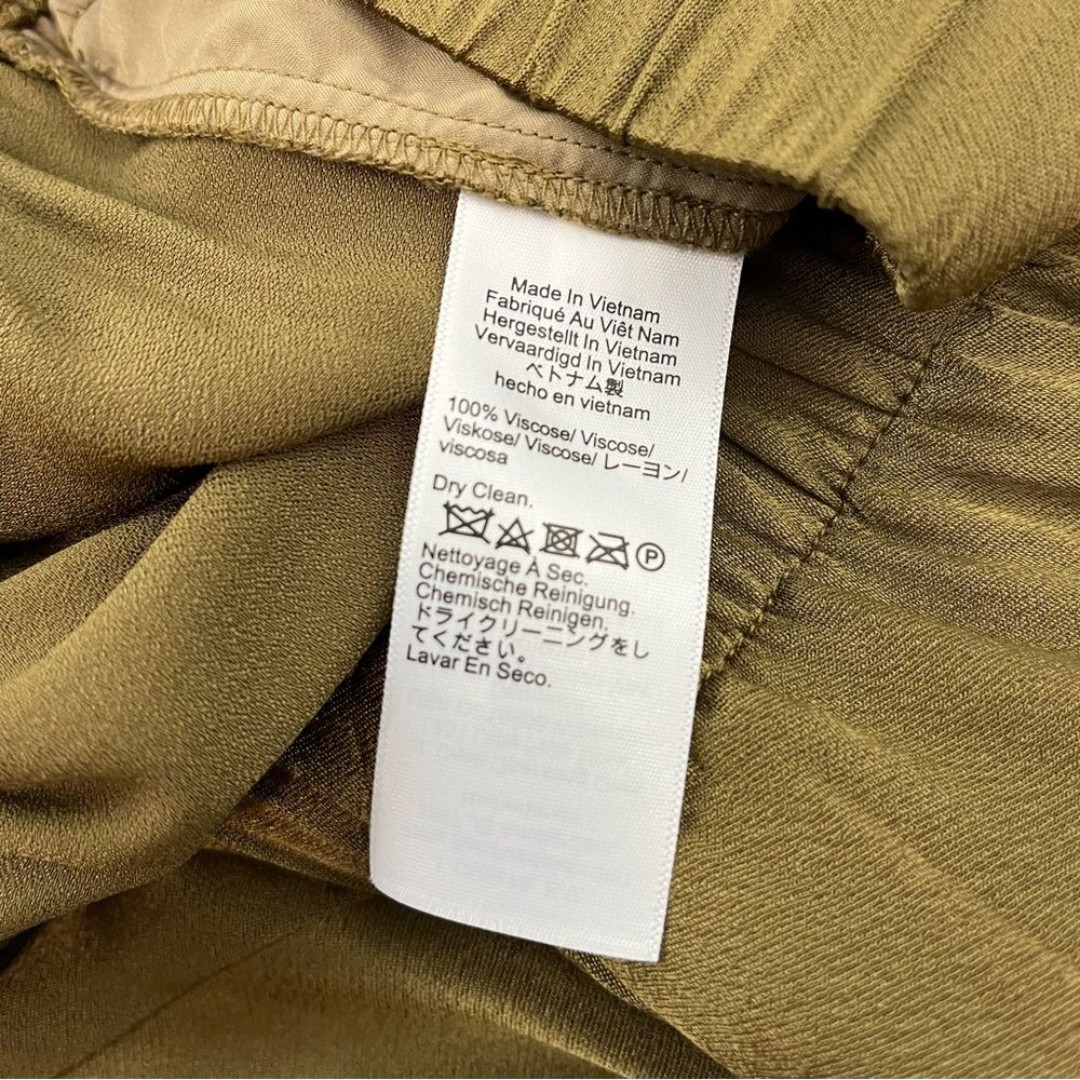 Made In Vietnam
Fabriqué Au Viêt Nam
Hergestellt In Vietnam
Vervaardigd In Vietnam
ベトナム製
hecho en vietnam
100% Viscose/ Viscose/
Viskose/ Viscose/ レーヨン/
viscosa
Dry Clean.
P
Nettoyage À Sec.
Chemische Reinigung.
Chemisch Reinigen.
ドライクリーニングをし
てください。
Lavar En Seco.